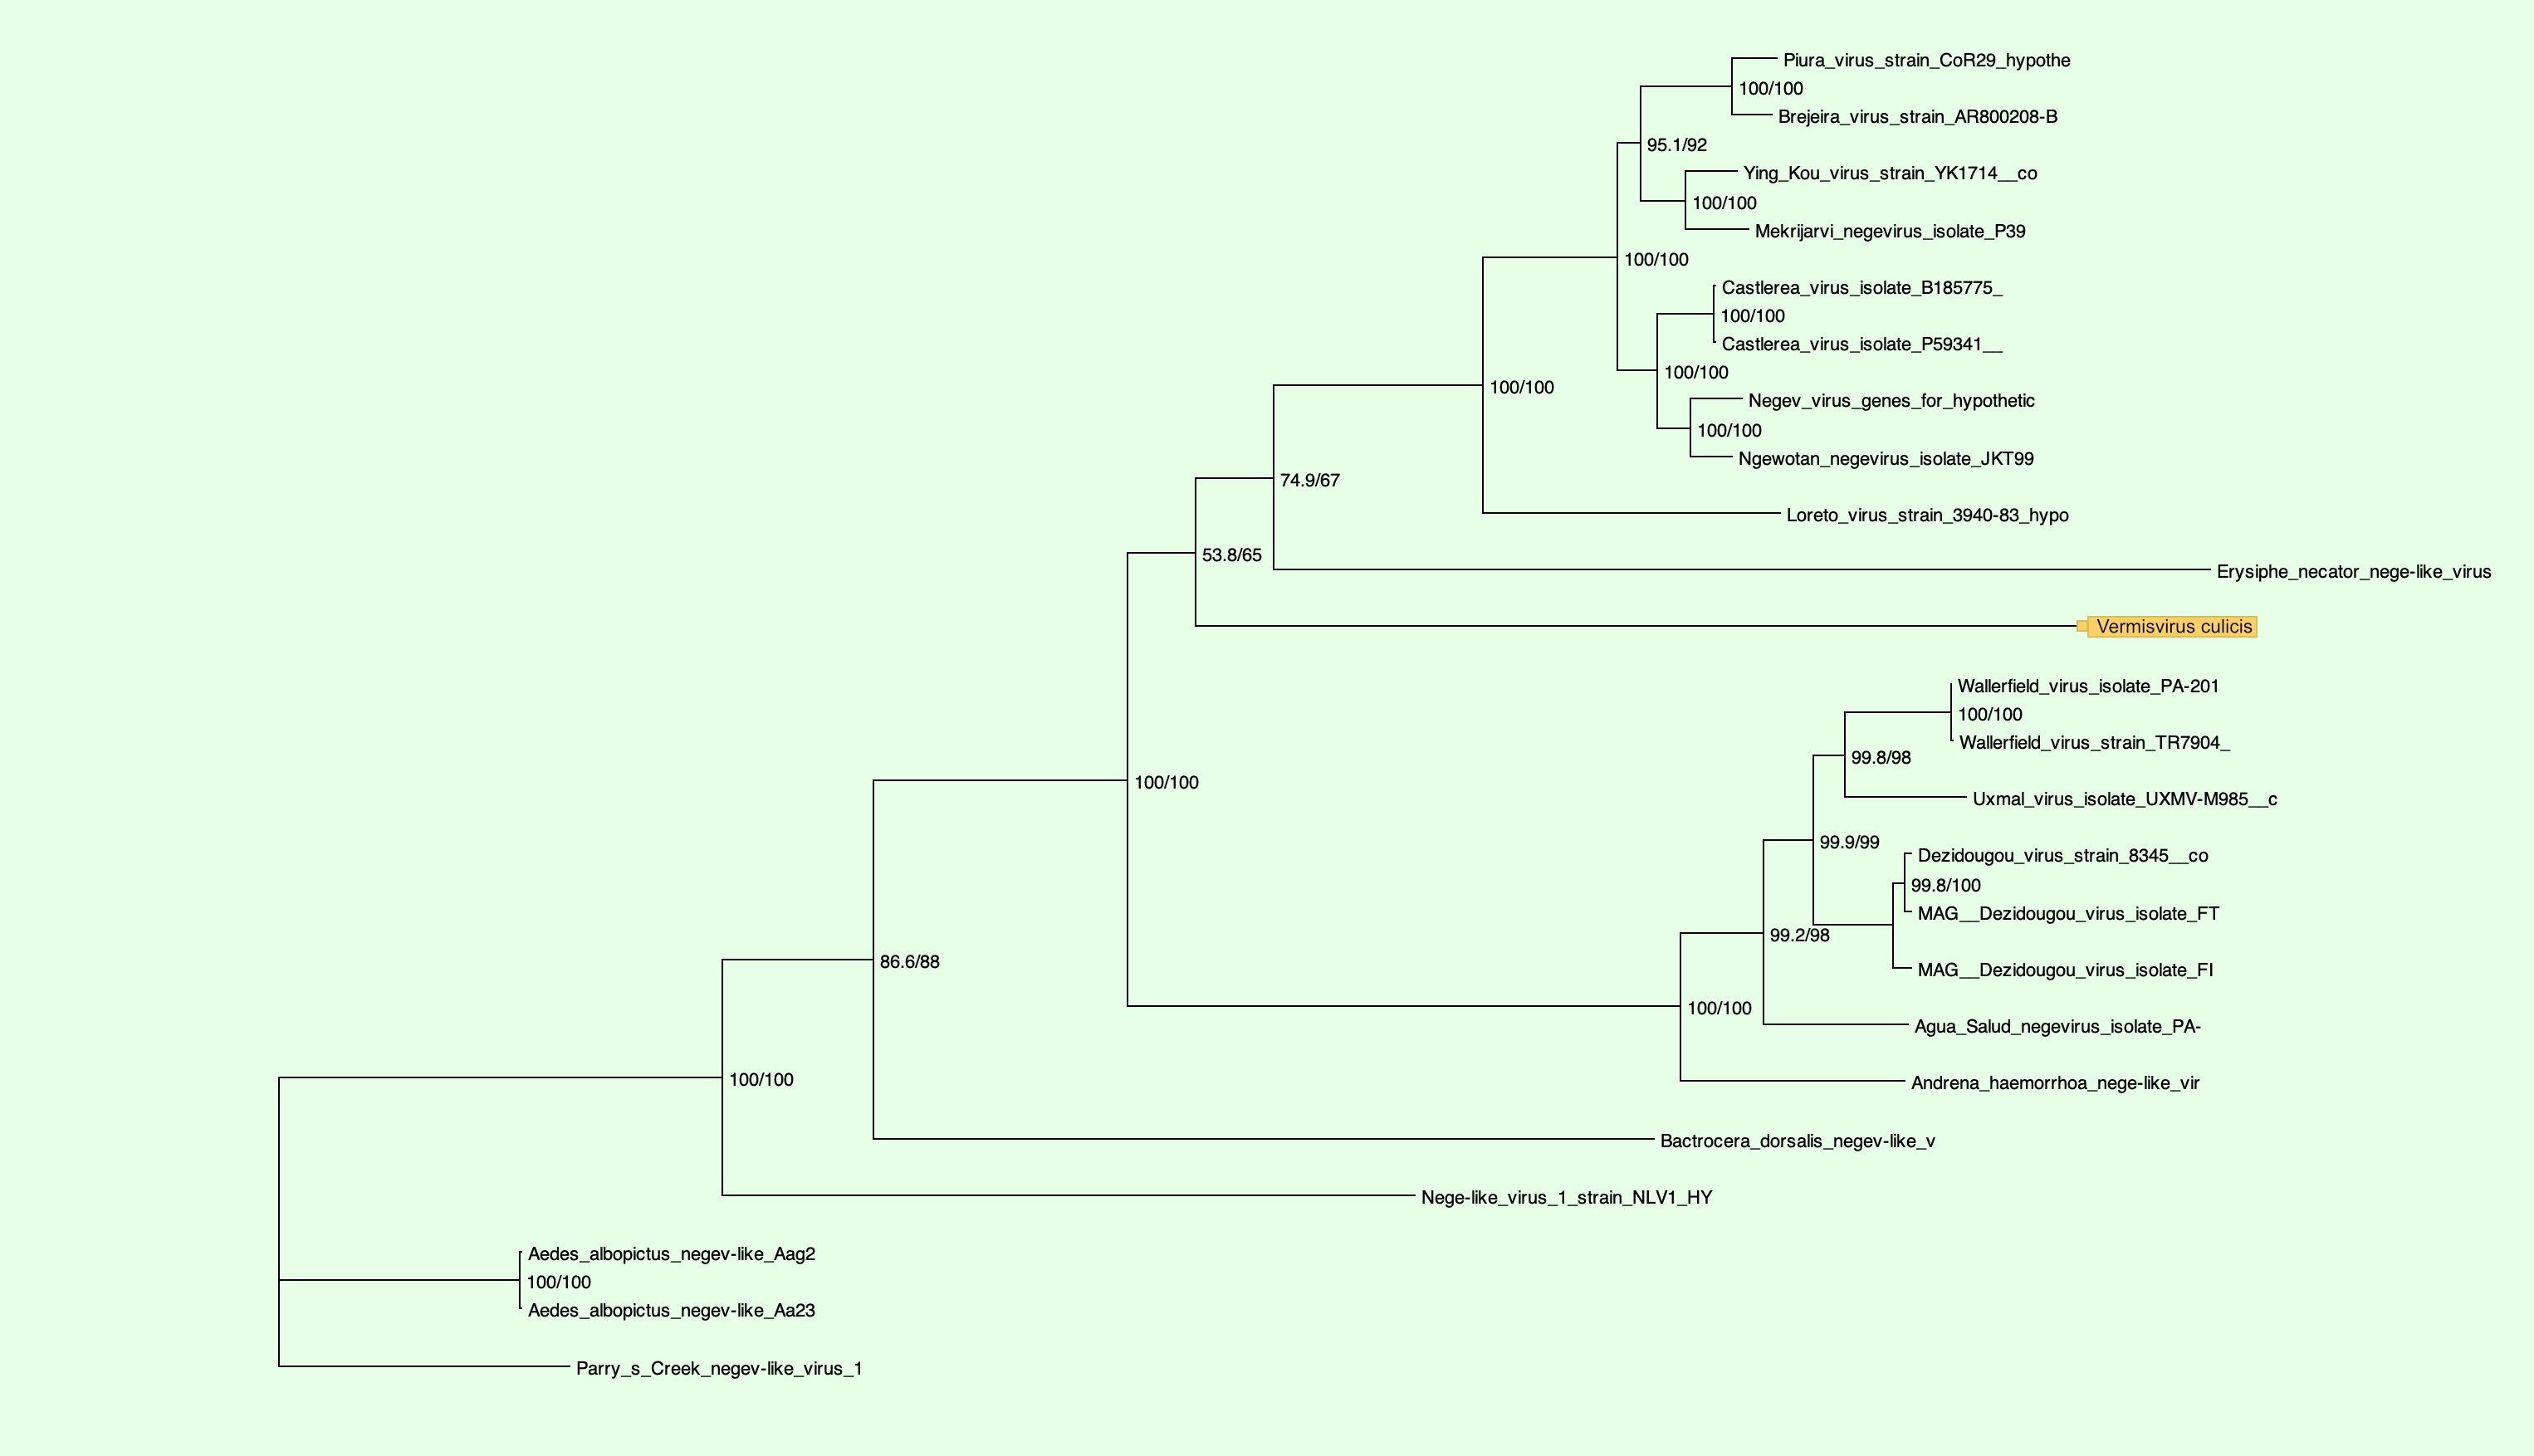 Piura_virus_strain_CoR29_hypothe
100/100
Brejeira_virus_strain_AR800208-B
95.1/92
Ying_Kou_virus_strain_YK1714__co
100/100
Mekrijarvi_negevirus_isolate_P39
100/100
Castlerea_virus_isolate_B185775_
100/100
Castlerea_virus_isolate_P59341__
100/100
100/100
Negev_virus_genes_for_hypothetic
100/100
Ngewotan_negevirus_isolate_JKT99
74.9/67
Loreto_virus_strain_3940-83_hypo
53.8/65
Erysiphe_necator_nege-like_virus
Vermisvirus culicis
Wallerfield_virus_isolate_PA-201
100/100
Wallerfield_virus_strain_TR7904_
99.8/98
100/100
Uxmal_virus_isolate_UXMV-M985__c
99.9/99
Dezidougou_virus_strain_8345__co
99.8/100
MAG__Dezidougou_virus_isolate_FT
99.2/98
86.6/88
MAG__Dezidougou_virus_isolate_FI
100/100
Agua_Salud_negevirus_isolate_PA-
100/100
Andrena_haemorrhoa_nege-like_vir
Bactrocera_dorsalis_negev-like_v
Nege-like_virus_1_strain_NLV1_HY
Aedes_albopictus_negev-like_Aag2
100/100
Aedes_albopictus_negev-like_Aa23
Parry_s_Creek_negev-like_virus_1